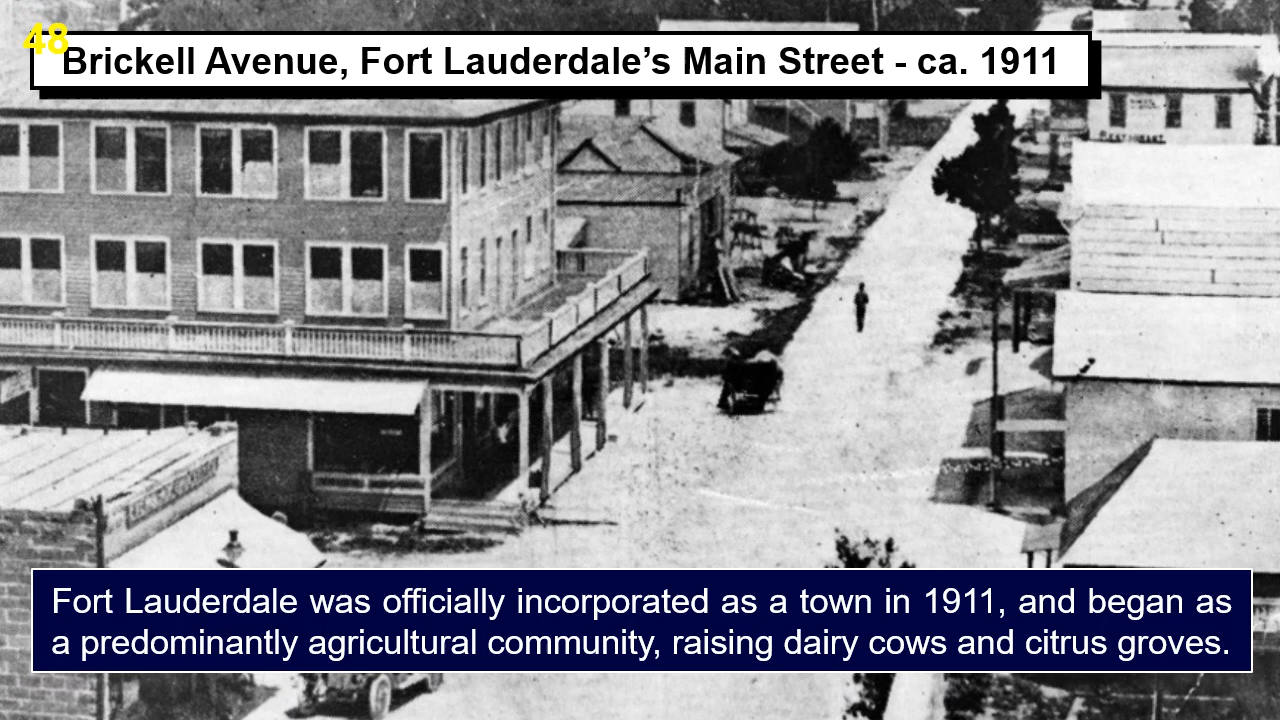 48
Brickell Avenue, Fort Lauderdale’s Main Street - ca. 1911
RESTAURANT
Fort Lauderdale was officially incorporated as a town in 1911, and began as
a predominantly agricultural community, raising dairy cows and citrus groves.